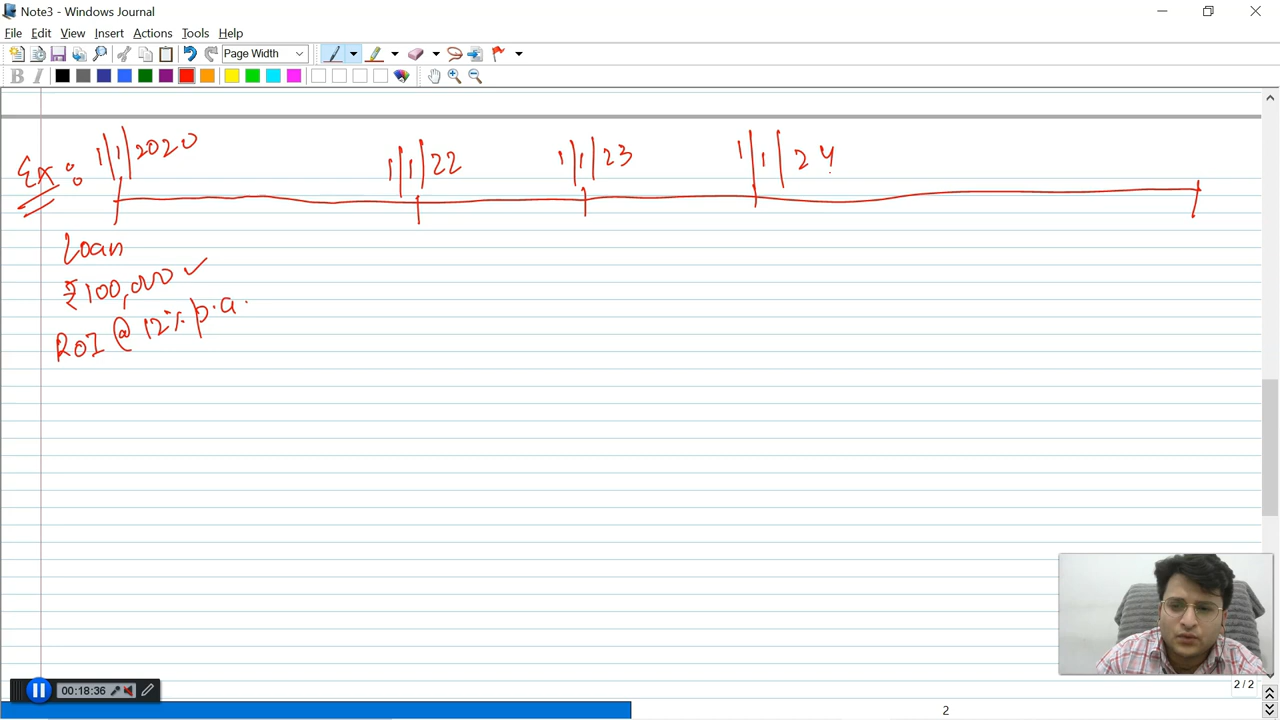 Note3 - Windows Journal
File Edit View Insert Actions Tools Help
Page Width
B I
Ex: 1/1/2020 1/1/22 1/1/23 1/1/24
Loan
₹100,000 ✓
RoI @ 12% p.a.
00:18:36
2 / 2
2